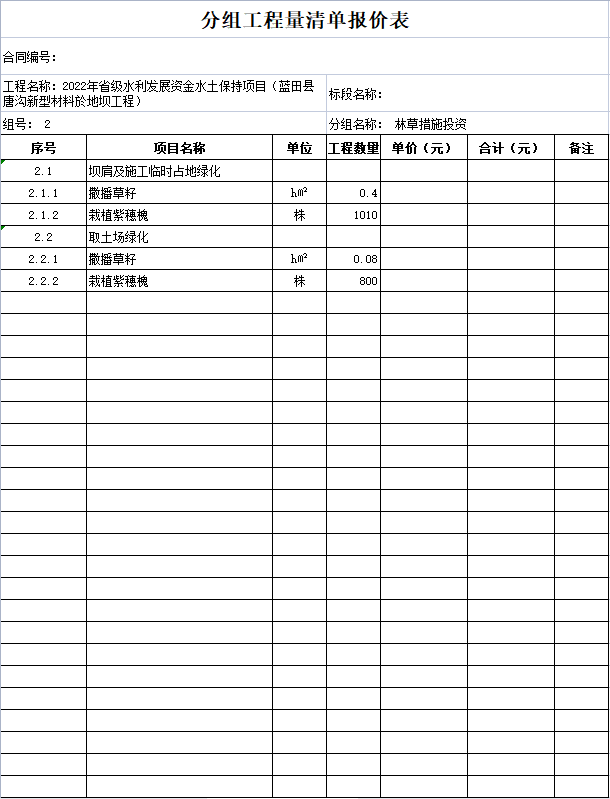 分组工程量清单报价表
合同编号：
工程名称：2022年省级水利发展资金水土保持项目（蓝田县
唐沟新型材料於地坝工程）
标段名称：
组号： 2
分组名称： 林草措施投资
序号 项目名称 单位 工程数量 单价（元） 合计（元） 备注
2.1 坝肩及施工临时占地绿化
2.1.1 撒播草籽 h㎡ 0.4
2.1.2 栽植紫穗槐 株 1010
2.2 取土场绿化
2.2.1 撒播草籽 h㎡ 0.08
2.2.2 栽植紫穗槐 株 800